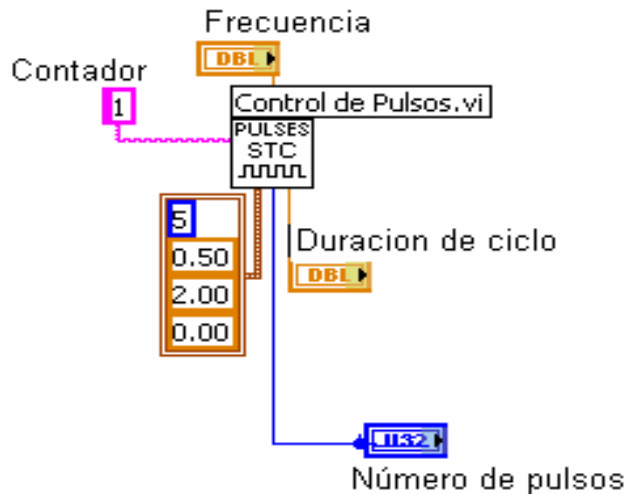 Frecuencia
DBL
Contador
1
Control de Pulsos.vi
PULSES
STC
5
0.50
2.00
0.00
Duracion de ciclo
DBL
U32
Número de pulsos